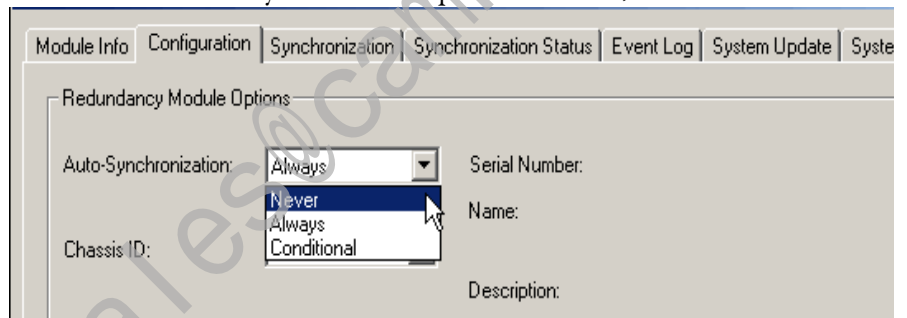 Module Info Configuration Synchronization Synchronization Status Event Log System Update Syste
Redundancy Module Options
Auto-Synchronization: Always Serial Number:
Never
Name:
Always
Chassis ID: Conditional
Description: